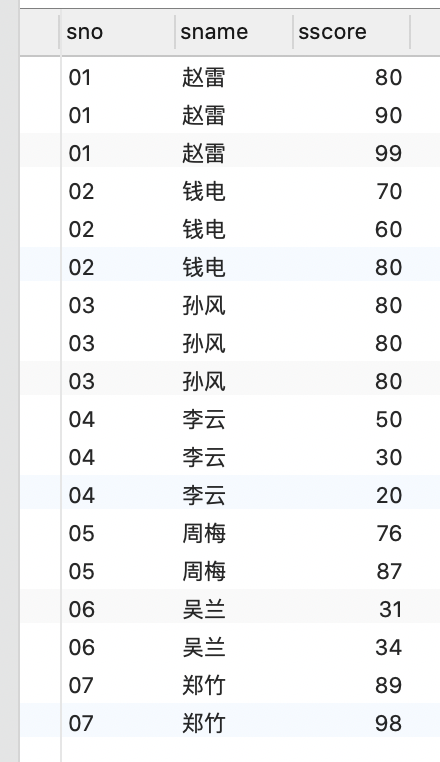 sno sname sscore
01 赵雷 80
01 赵雷 90
01 赵雷 99
02 钱电 70
02 钱电 60
02 钱电 80
03 孙风 80
03 孙风 80
03 孙风 80
04 李云 50
04 李云 30
04 李云 20
05 周梅 76
05 周梅 87
06 吴兰 31
06 吴兰 34
07 郑竹 89
07 郑竹 98